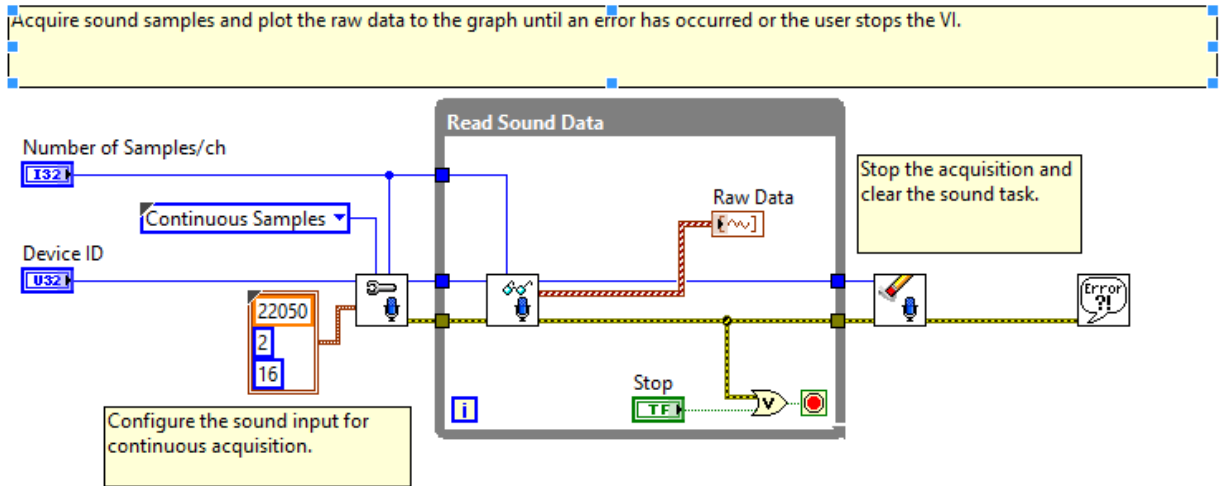 Acquire sound samples and plot the raw data to the graph until an error has occurred or the user stops the VI.
Read Sound Data
Number of Samples/ch
I32
Continuous Samples
Stop the acquisition and
clear the sound task.
Raw Data
Device ID
U32
22050
2
16
Error
?!
Stop
TF
V
i
Configure the sound input for
continuous acquisition.